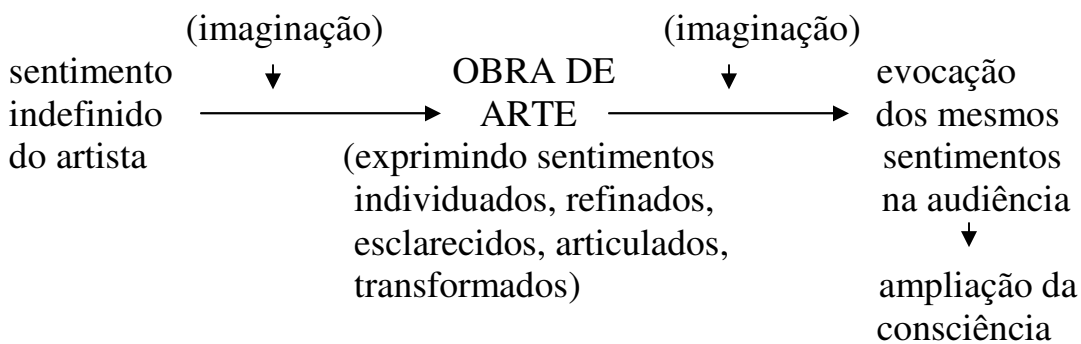 (imaginação) (imaginação)
sentimento OBRA DE evocação
indefinido ARTE dos mesmos
do artista (exprimindo sentimentos sentimentos
individuados, refinados, na audiência
esclarecidos, articulados,
transformados) ampliação da
consciência